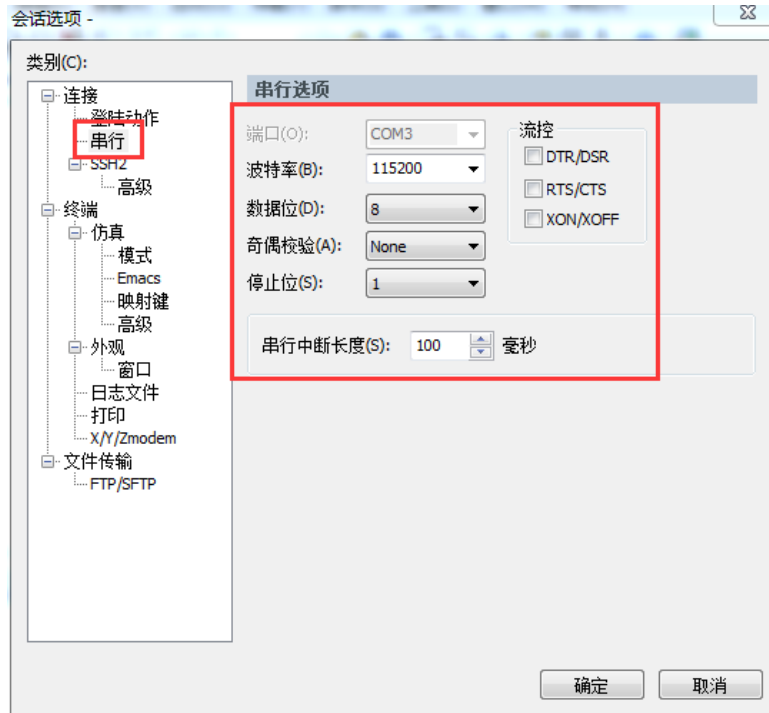 会话选项 -
类别(C):
连接
登陆动作
串行
SSH2
高级
终端
仿真
模式
Emacs
映射键
高级
外观
窗口
日志文件
打印
X/Y/Zmodem
文件传输
FTP/SFTP
串行选项
端口(O): COM3
波特率(B): 115200
数据位(D): 8
奇偶校验(A): None
停止位(S): 1
流控
DTR/DSR
RTS/CTS
XON/XOFF
串行中断长度(S): 100 毫秒
确定 取消